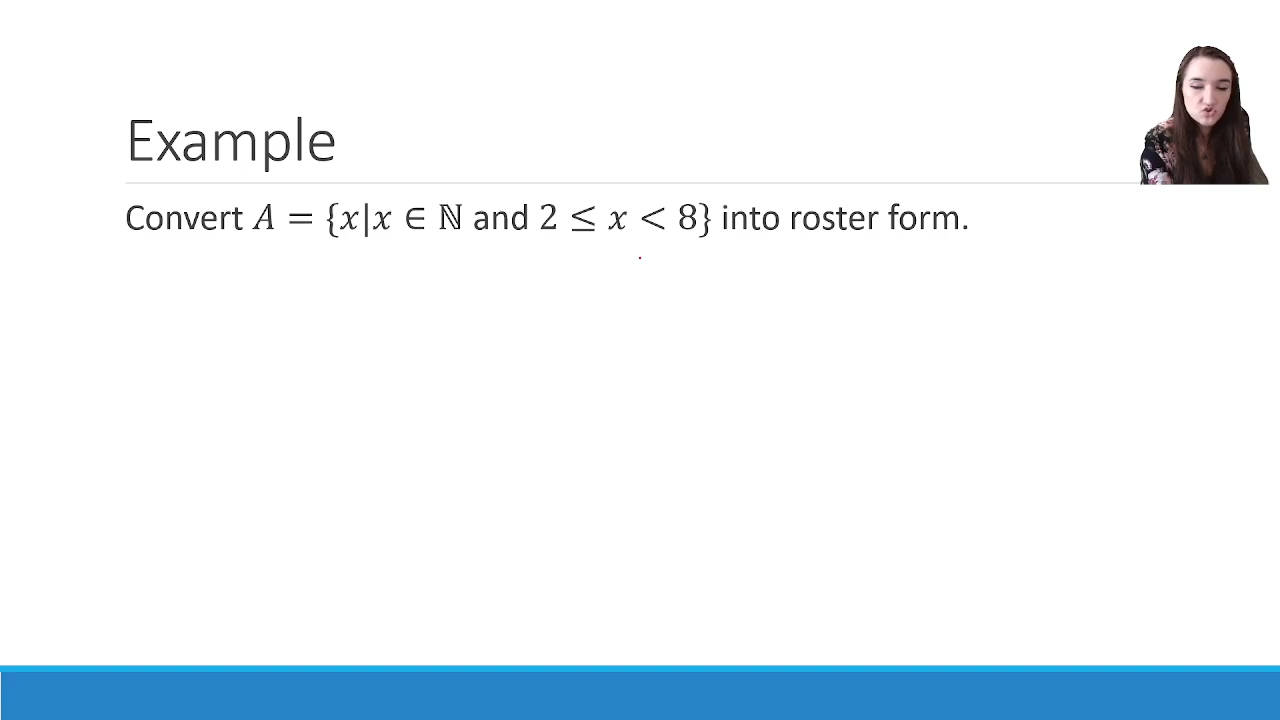 Example
Convert 𝐴 = {𝑥|𝑥 ∈ ℕ and 2 ≤ 𝑥 < 8} into roster form.